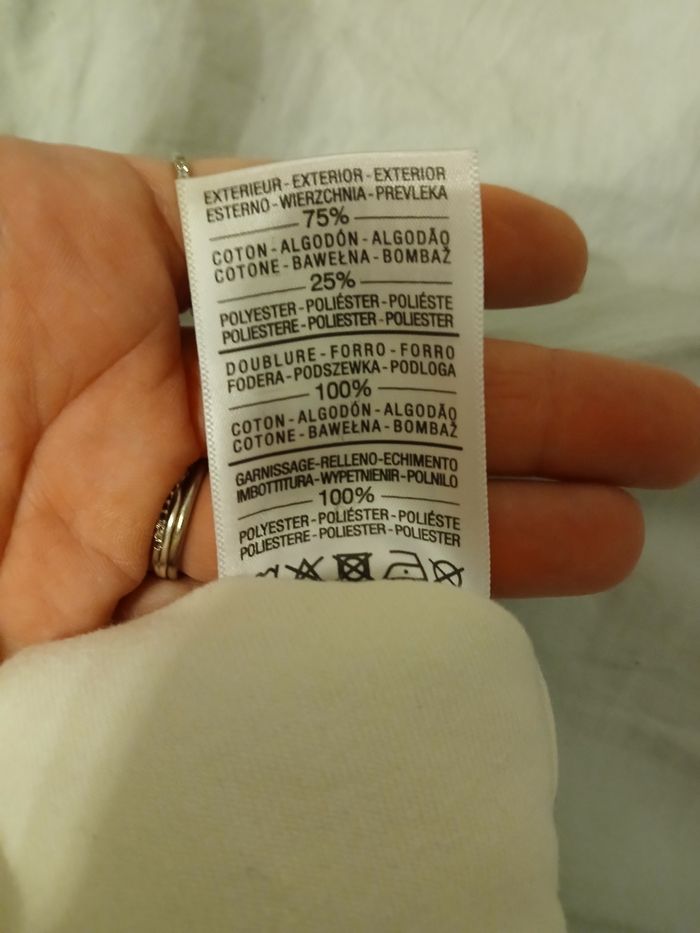 EXTERIEUR-EXTERIOR-EXTERIOR
ESTERNO-WIERZCHNIA-PREVLEKA
75%
COTON-ALGODÓN-ALGODÃO
COTONE-BAWEŁNA-BOMBAŽ
25%
POLYESTER-POLIÉSTER-POLIÉSTE
POLIESTERE-POLIESTER-POLIESTER
DOUBLURE-FORRO-FORRO
FODERA-PODSZEWKA-PODLOGA
100%
COTON-ALGODÓN-ALGODÃO
COTONE-BAWEŁNA-BOMBAŽ
GARNISSAGE-RELLENO-ECHIMENTO
IMBOTTITURA-WYPETNIENIR-POLNILO
100%
POLYESTER-POLIÉSTER-POLIÉSTE
POLIESTERE-POLIESTER-POLIESTER